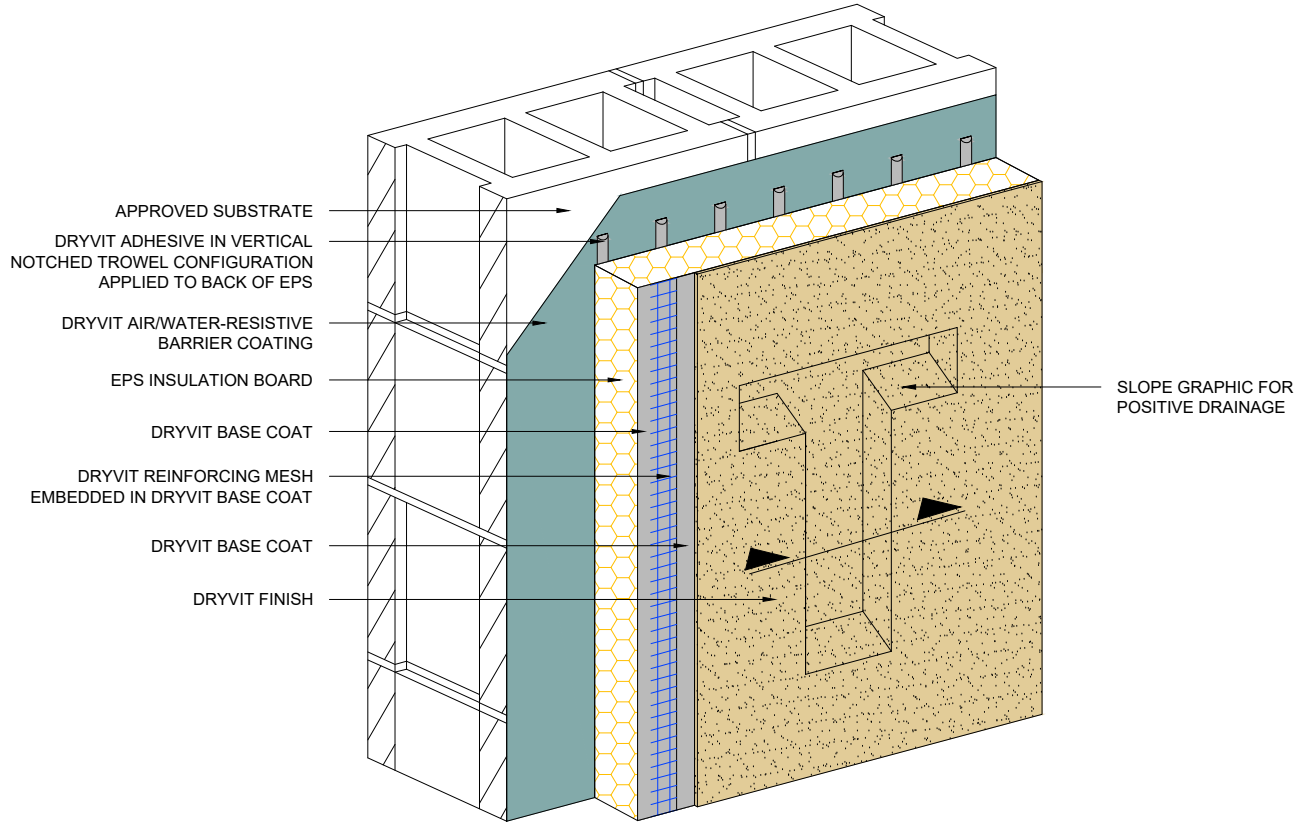 APPROVED SUBSTRATE
DRYVIT ADHESIVE IN VERTICAL
NOTCHED TROWEL CONFIGURATION
APPLIED TO BACK OF EPS
DRYVIT AIR/WATER-RESISTIVE
BARRIER COATING
EPS INSULATION BOARD
DRYVIT BASE COAT
DRYVIT REINFORCING MESH
EMBEDDED IN DRYVIT BASE COAT
DRYVIT BASE COAT
DRYVIT FINISH
SLOPE GRAPHIC FOR
POSITIVE DRAINAGE